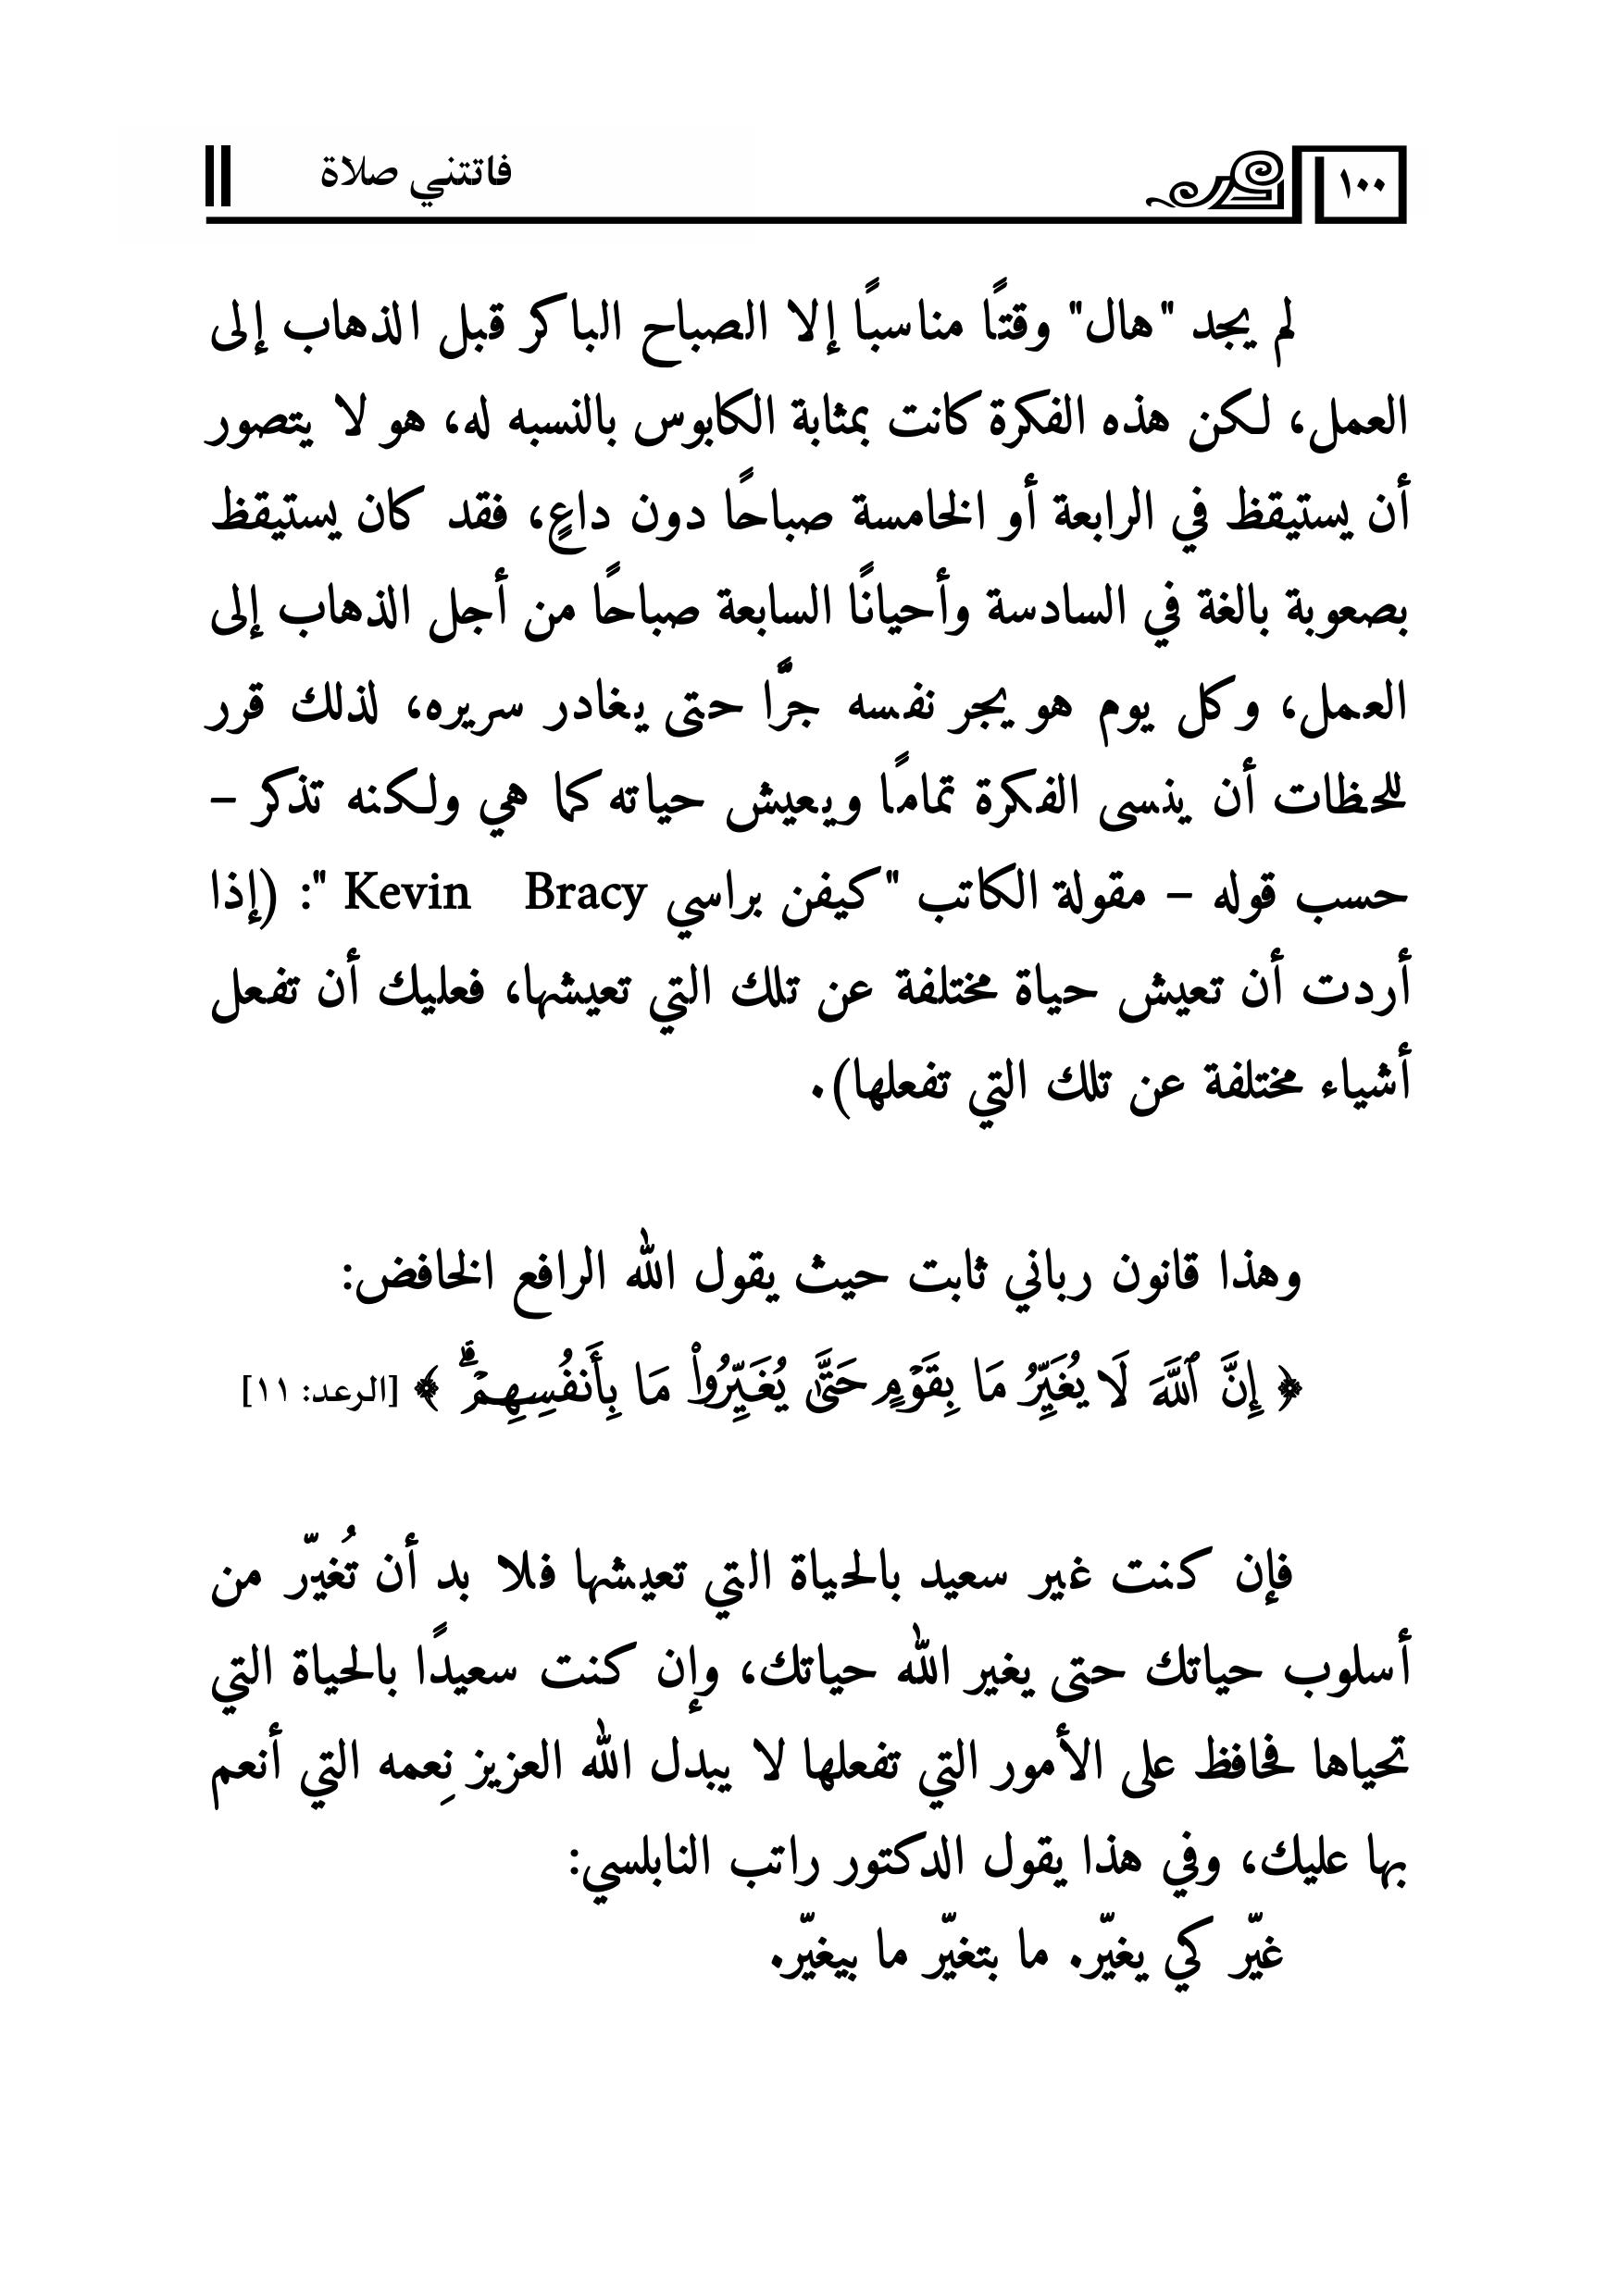 ١٠٠ فاتتني صلاة
لم يجد "هال" وقتًا مناسبًا إلا الصباح الباكر قبل الذهاب إلى
العمل، لكن هذه الفكرة كانت بمثابة الكابوس بالنسبه له، هو لا يتصور
أن يستيقظ في الرابعة أو الخامسة صباحًا دون داعٍ، فقد كان يستيقظ
بصعوبة بالغة في السادسة وأحيانًا السابعة صباحًا من أجل الذهاب إلى
العمل، وكل يوم هو يجر نفسه جرًّا حتى يغادر سريره، لذلك قرر
للحظات أن ينسى الفكرة تمامًا ويعيش حياته كما هي ولكنه تذكر –
حسب قوله – مقولة الكاتب "كيفن براسي Kevin Bracy ": (إذا
أردت أن تعيش حياة مختلفة عن تلك التي تعيشها، فعليك أن تفعل
أشياء مختلفة عن تلك التي تفعلها).
وهذا قانون رباني ثابت حيث يقول الله الرافع الخافض:
﴿ إِنَّ ٱللَّهَ لَا يُغَيِّرُ مَا بِقَوْمٍ حَتَّىٰ يُغَيِّرُوا۟ مَا بِأَنفُسِهِمْ ۗ ﴾ [الرعد: ١١]
فإن كنت غير سعيد بالحياة التي تعيشها فلا بد أن تُغيّر من
أسلوب حياتك حتى يغير الله حياتك، وإن كنت سعيدًا بالحياة التي
تحياها فحافظ على الأمور التي تفعلها لا يبدل الله العزيز نِعمه التي أنعم
بها عليك، وفي هذا يقول الدكتور راتب النابلسي:
غيّر كي يغيّر. ما بتغيّر ما بيغيّر.